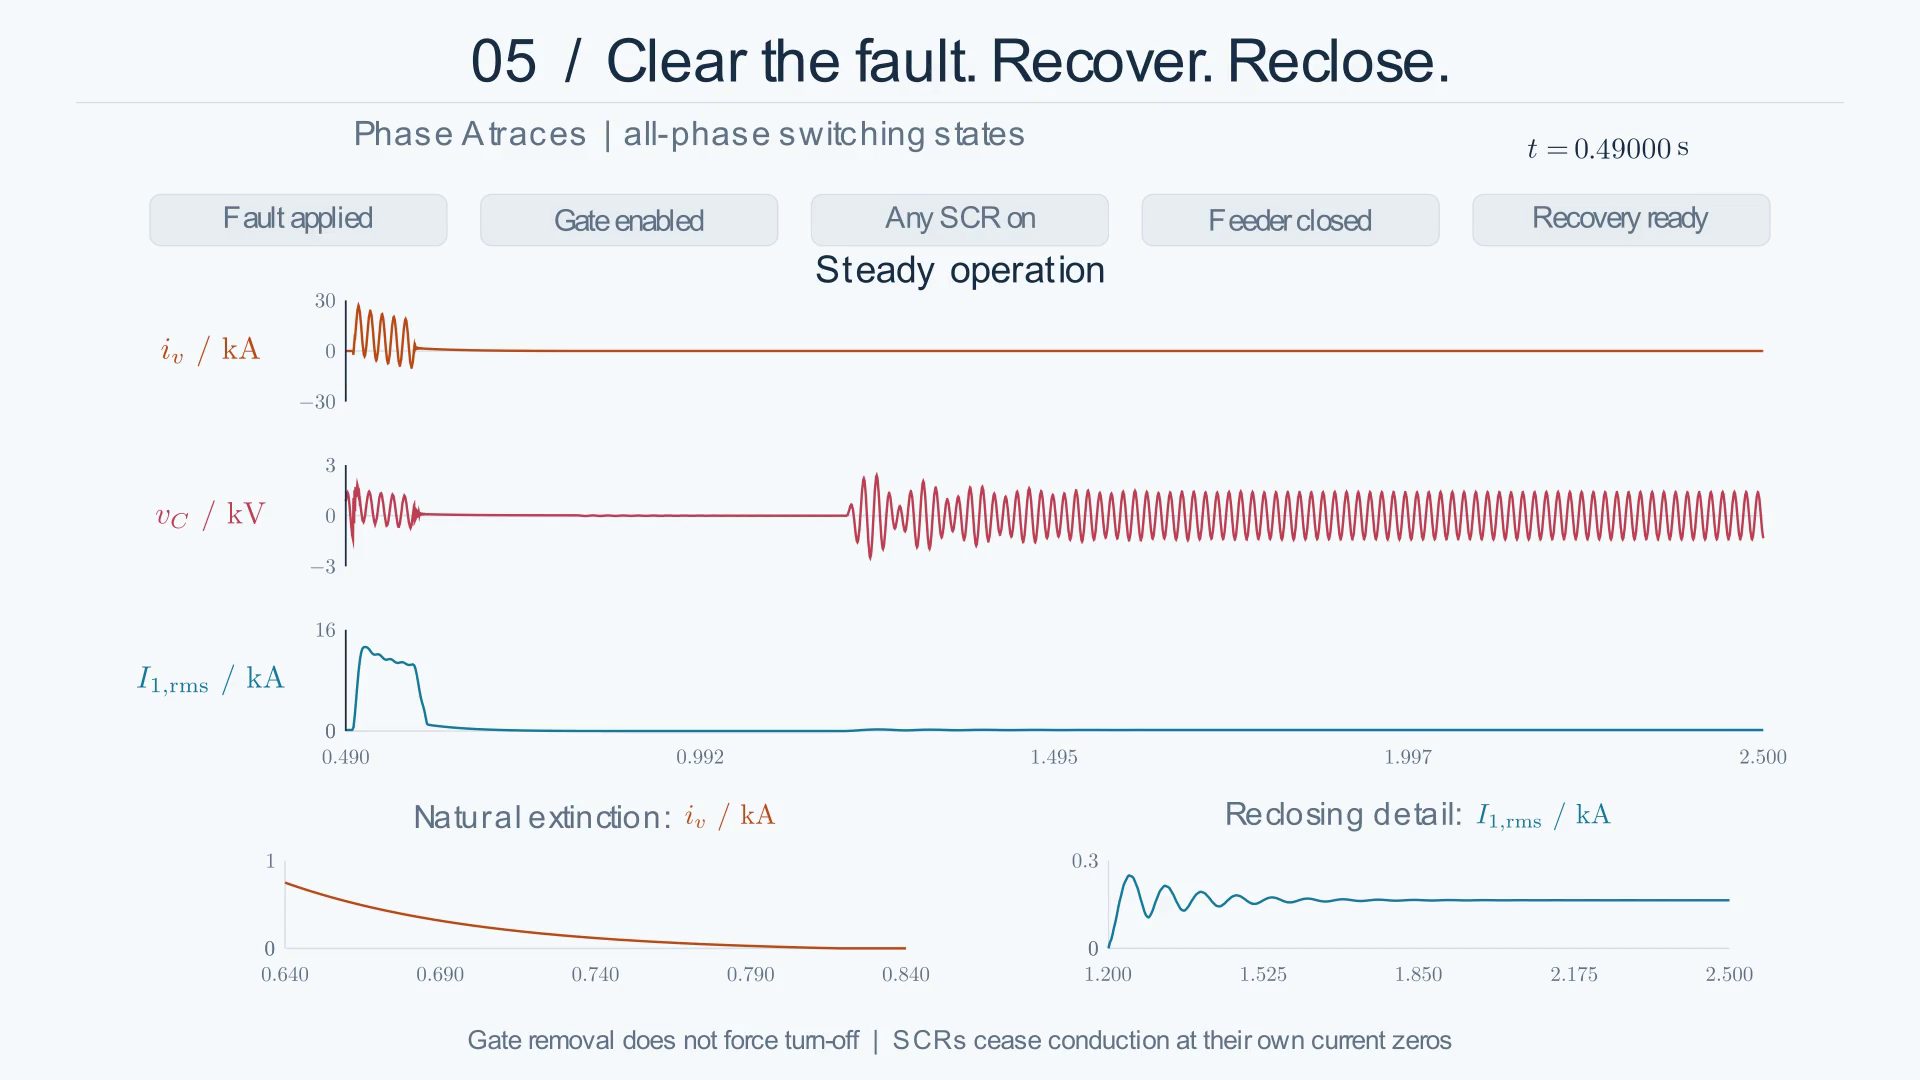 05 / Clear the fault. Recover. Reclose.
Phase A traces | all-phase switching states
t = 0.49000 s
Fault applied
Gate enabled
Any SCR on
Feeder closed
Recovery ready
Steady operation
30
i_v / kA
0
−30
3
v_C / kV
0
−3
16
I_{1,rms} / kA
0
0.490 0.992 1.495 1.997 2.500
Natural extinction: i_v / kA
1
0
0.640 0.690 0.740 0.790 0.840
Reclosing detail: I_{1,rms} / kA
0.3
0
1.200 1.525 1.850 2.175 2.500
Gate removal does not force turn-off | SCRs cease conduction at their own current zeros